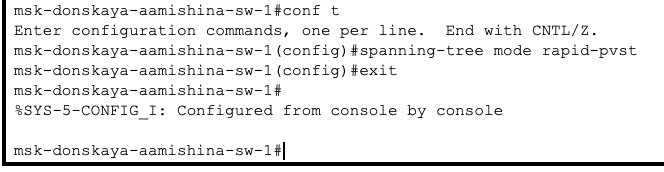 msk-donskaya-aamishina-sw-1#conf t
Enter configuration commands, one per line.  End with CNTL/Z.
msk-donskaya-aamishina-sw-1(config)#spanning-tree mode rapid-pvst
msk-donskaya-aamishina-sw-1(config)#exit
msk-donskaya-aamishina-sw-1#
%SYS-5-CONFIG_I: Configured from console by console
msk-donskaya-aamishina-sw-1#